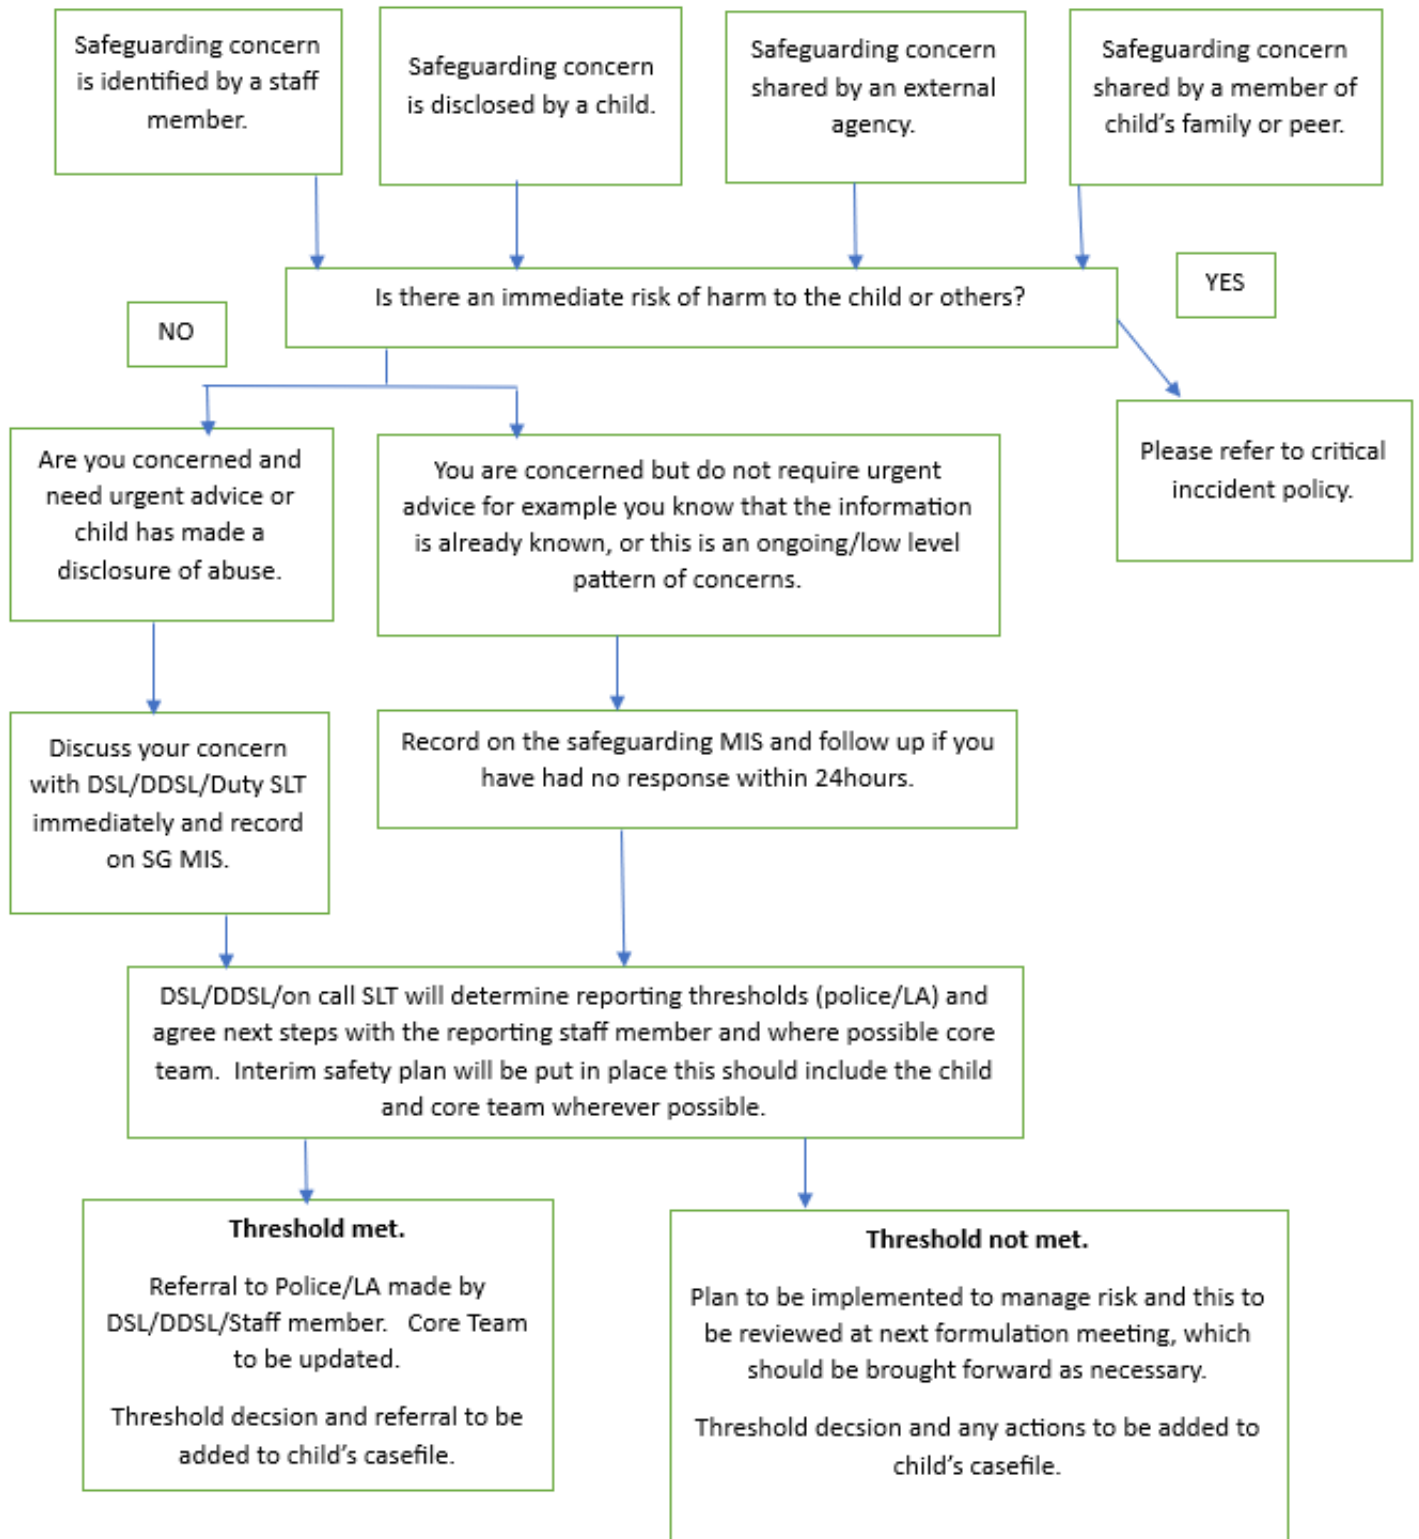 Safeguarding concern
is identified by a staff
member.
Safeguarding concern
is disclosed by a child.
Safeguarding concern
shared by an external
agency.
Safeguarding concern
shared by a member of
child's family or peer.
Is there an immediate risk of harm to the child or others?
YES
NO
Are you concerned and
need urgent advice or
child has made a
disclosure of abuse.
You are concerned but do not require urgent
advice for example you know that the information
is already known, or this is an ongoing/low level
pattern of concerns.
Please refer to critical
inccident policy.
Discuss your concern
with DSL/DDSL/Duty SLT
immediately and record
on SG MIS.
Record on the safeguarding MIS and follow up if you
have had no response within 24hours.
DSL/DDSL/on call SLT will determine reporting thresholds (police/LA) and
agree next steps with the reporting staff member and where possible core
team.  Interim safety plan will be put in place this should include the child
and core team wherever possible.
Threshold met.
Referral to Police/LA made by
DSL/DDSL/Staff member.   Core Team
to be updated.
Threshold decsion and referral to be
added to child's casefile.
Threshold not met.
Plan to be implemented to manage risk and this to
be reviewed at next formulation meeting, which
should be brought forward as necessary.
Threshold decsion and any actions to be added to
child's casefile.